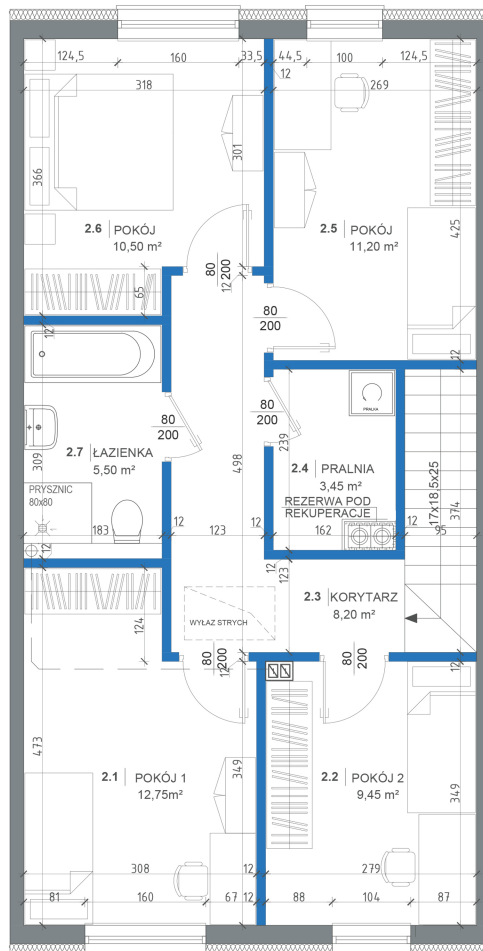 124,5 160 33,5 44,5 100 124,5
12
318 269
301
366
2.6 POKÓJ
10,50 m²
2.5 POKÓJ
11,20 m²
425
80
200
12
65
80
200
12
12
80
200
80
200
2.7 ŁAZIENKA
5,50 m²
309
PRYSZNIC
80x80
183
12
12
123
498
12
239
PRALKA
2.4 PRALNIA
3,45 m²
REZERWA POD
REKUPERACJE
162
12
95
17x18,5x25
374
12
123
2.3 KORYTARZ
8,20 m²
WYŁAZ STRYCH
124
80
200
12
80
200
12
473
349
349
2.1 POKÓJ 1
12,75m²
2.2 POKÓJ 2
9,45 m²
308 12 279
81 160 67 12 88 104 87